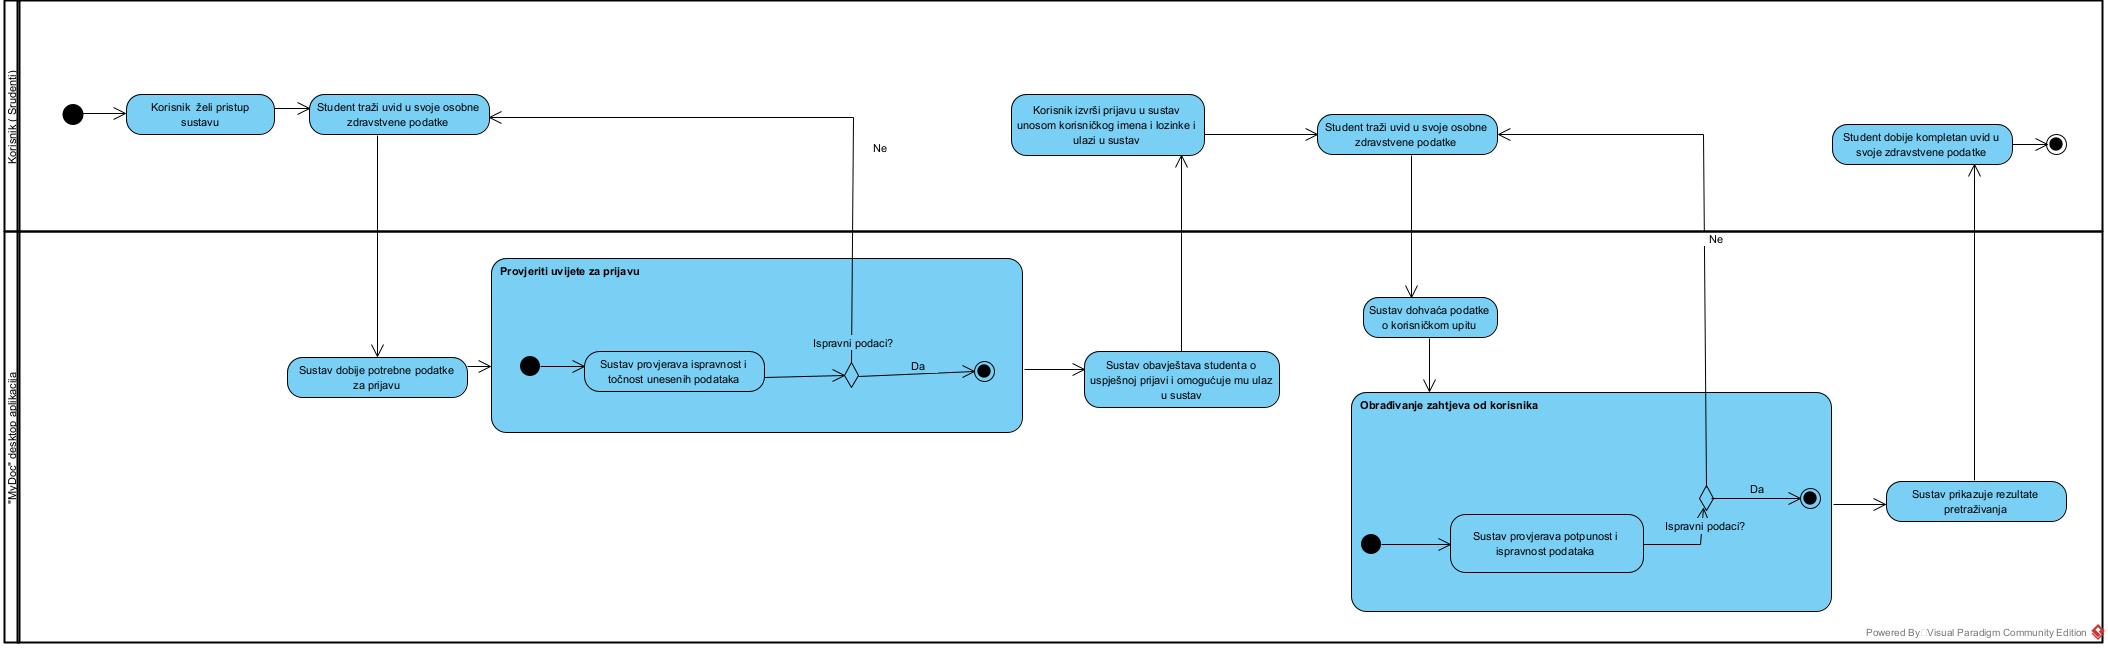 Korisnik ( Srudenti)
Korisnik želi pristup
sustavu
Student traži uvid u svoje osobne
zdravstvene podatke
Ne
Korisnik izvrši prijavu u sustav
unosom korisničkog imena i lozinke i
ulazi u sustav
Student traži uvid u svoje osobne
zdravstvene podatke
Student dobije kompletan uvid u
svoje zdravstvene podatke
"MyDoc" desktop aplikacija
Sustav dobije potrebne podatke
za prijavu
Provjeriti uvijete za prijavu
Sustav provjerava ispravnost i
točnost unesenih podataka
Ispravni podaci?
Da
Sustav obavještava studenta o
uspješnoj prijavi i omogućuje mu ulaz
u sustav
Ne
Sustav dohvaća podatke
o korisničkom upitu
Obrađivanje zahtjeva od korisnika
Sustav provjerava potpunost i
ispravnost podataka
Ispravni podaci?
Da
Sustav prikazuje rezultate
pretraživanja
Powered By Visual Paradigm Community Edition